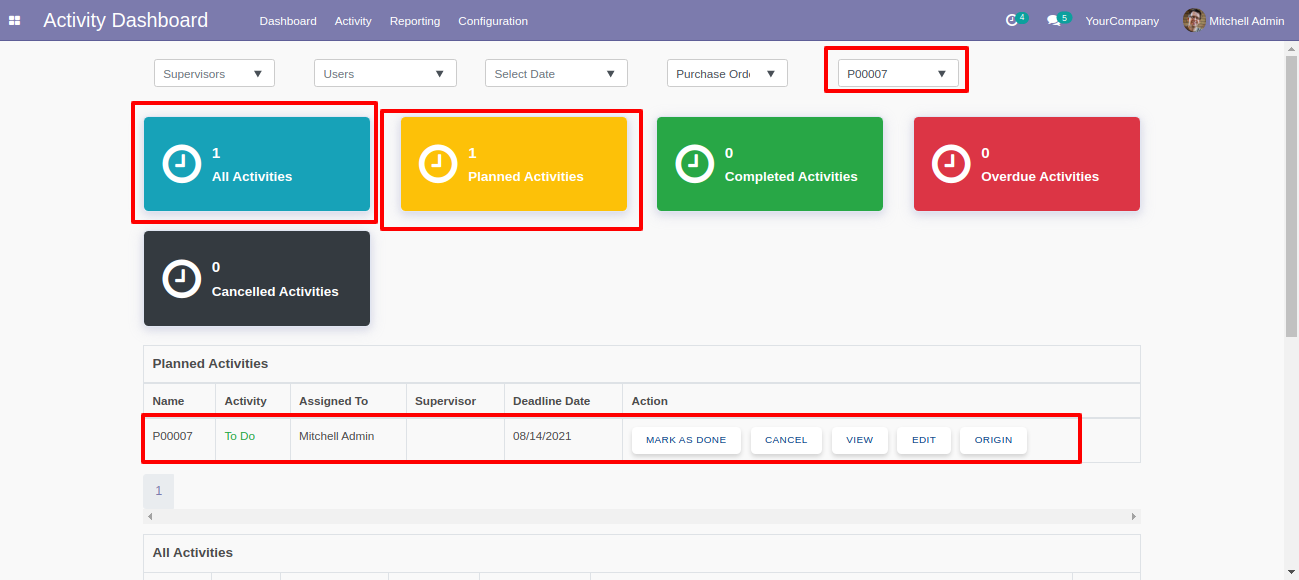 Activity Dashboard Dashboard Activity Reporting Configuration 4 5 YourCompany Mitchell Admin
Supervisors Users Select Date Purchase Orde P00007
1 1 0 0
All Activities Planned Activities Completed Activities Overdue Activities
0
Cancelled Activities
Planned Activities
Name Activity Assigned To Supervisor Deadline Date Action
P00007 To Do Mitchell Admin 08/14/2021 MARK AS DONE CANCEL VIEW EDIT ORIGIN
1
All Activities